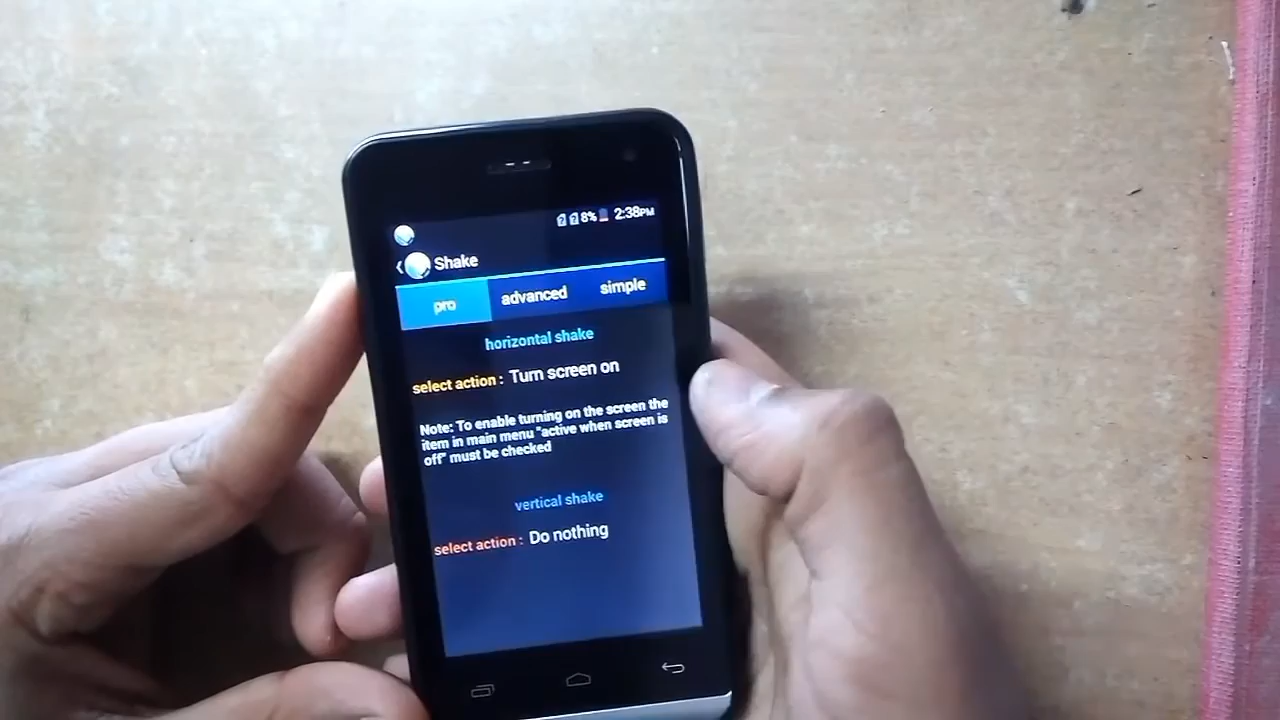 8% 2:38PM
Shake
pro advanced simple
horizontal shake
select action : Turn screen on
Note: To enable turning on the screen the
item in main menu "active when screen is
off" must be checked
vertical shake
select action : Do nothing